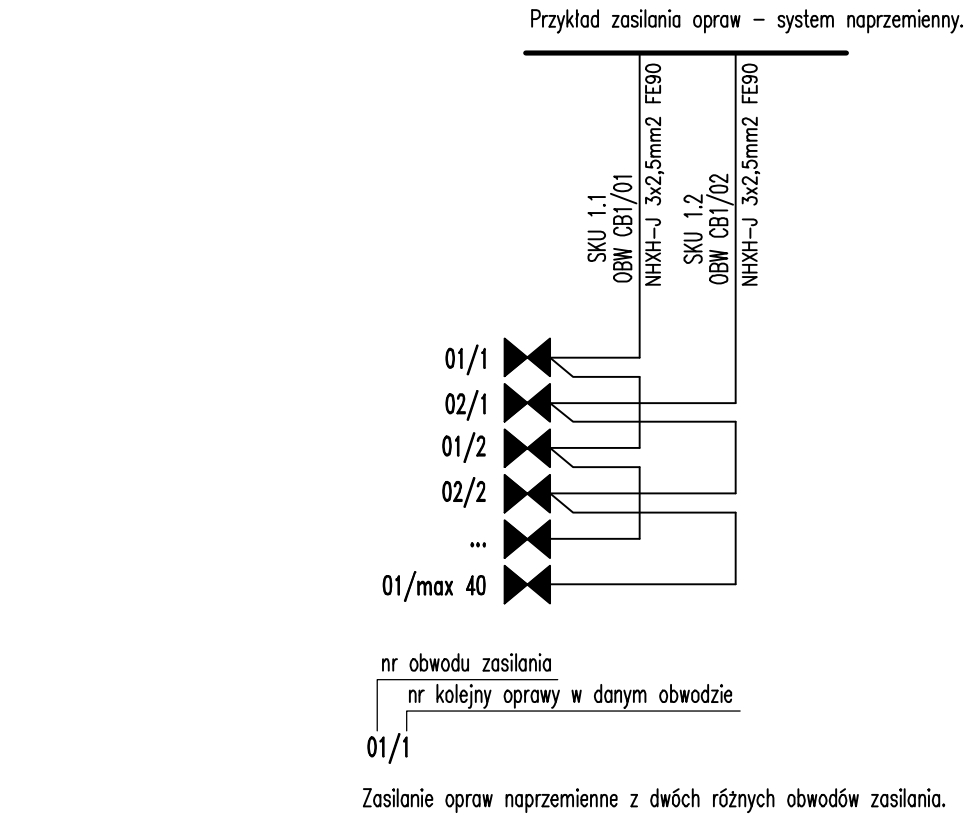 Przykład zasilania opraw – system naprzemienny.
SKU 1.1
OBW CB1/01
NHXH-J 3x2,5mm2 FE90
SKU 1.2
OBW CB1/02
NHXH-J 3x2,5mm2 FE90
01/1
02/1
01/2
02/2
...
01/max 40
nr obwodu zasilania
nr kolejny oprawy w danym obwodzie
01/1
Zasilanie opraw naprzemienne z dwóch różnych obwodów zasilania.